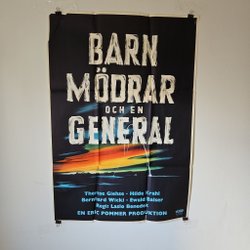 BARN
MÖDRAR
OCH EN
GENERAL
Therese Giehse - Hilde Krahl
Bernhard Wicki - Ewald Balser
Regi: Laslo Benedek
EN ERIC POMMER PRODUKTION